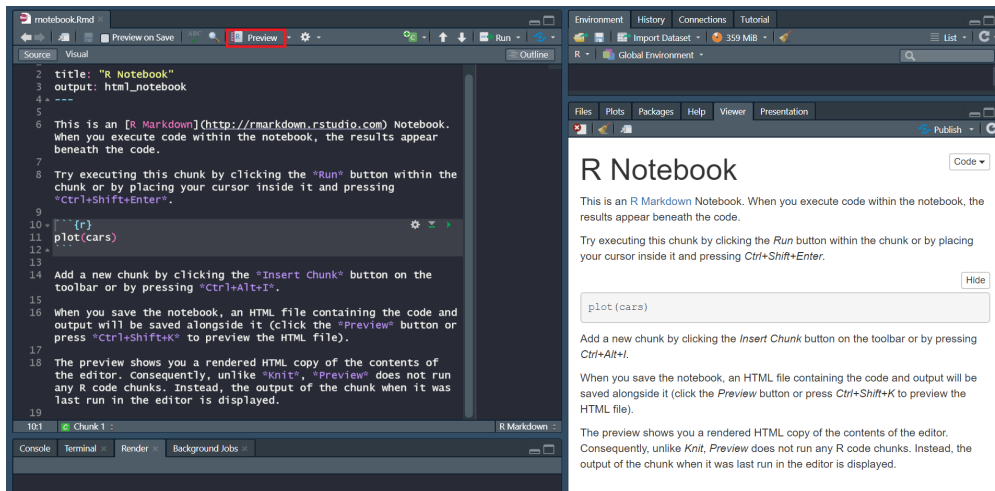 rnotebook.Rmd
Preview on Save
ABC
Preview
Run
Source Visual
Outline
2 title: "R Notebook"
3 output: html_notebook
4 ---
5
6 This is an [R Markdown](http://rmarkdown.rstudio.com) Notebook.
When you execute code within the notebook, the results appear
beneath the code.
7
8 Try executing this chunk by clicking the *Run* button within the
chunk or by placing your cursor inside it and pressing
*Ctrl+Shift+Enter*.
9
10 ```{r}
11 plot(cars)
12 ```
13
14 Add a new chunk by clicking the *Insert Chunk* button on the
toolbar or by pressing *Ctrl+Alt+I*.
15
16 When you save the notebook, an HTML file containing the code and
output will be saved alongside it (click the *Preview* button or
press *Ctrl+Shift+K* to preview the HTML file).
17
18 The preview shows you a rendered HTML copy of the contents of
the editor. Consequently, unlike *Knit*, *Preview* does not run
any R code chunks. Instead, the output of the chunk when it was
last run in the editor is displayed.
19
10:1 C Chunk 1 R Markdown
Console Terminal Render Background Jobs
Environment History Connections Tutorial
Import Dataset 359 MiB List
R Global Environment
Files Plots Packages Help Viewer Presentation
Publish
R Notebook
Code
This is an R Markdown Notebook. When you execute code within the notebook, the
results appear beneath the code.
Try executing this chunk by clicking the Run button within the chunk or by placing
your cursor inside it and pressing Ctrl+Shift+Enter.
Hide
plot(cars)
Add a new chunk by clicking the Insert Chunk button on the toolbar or by pressing
Ctrl+Alt+I.
When you save the notebook, an HTML file containing the code and output will be
saved alongside it (click the Preview button or press Ctrl+Shift+K to preview the
HTML file).
The preview shows you a rendered HTML copy of the contents of the editor.
Consequently, unlike Knit, Preview does not run any R code chunks. Instead, the
output of the chunk when it was last run in the editor is displayed.